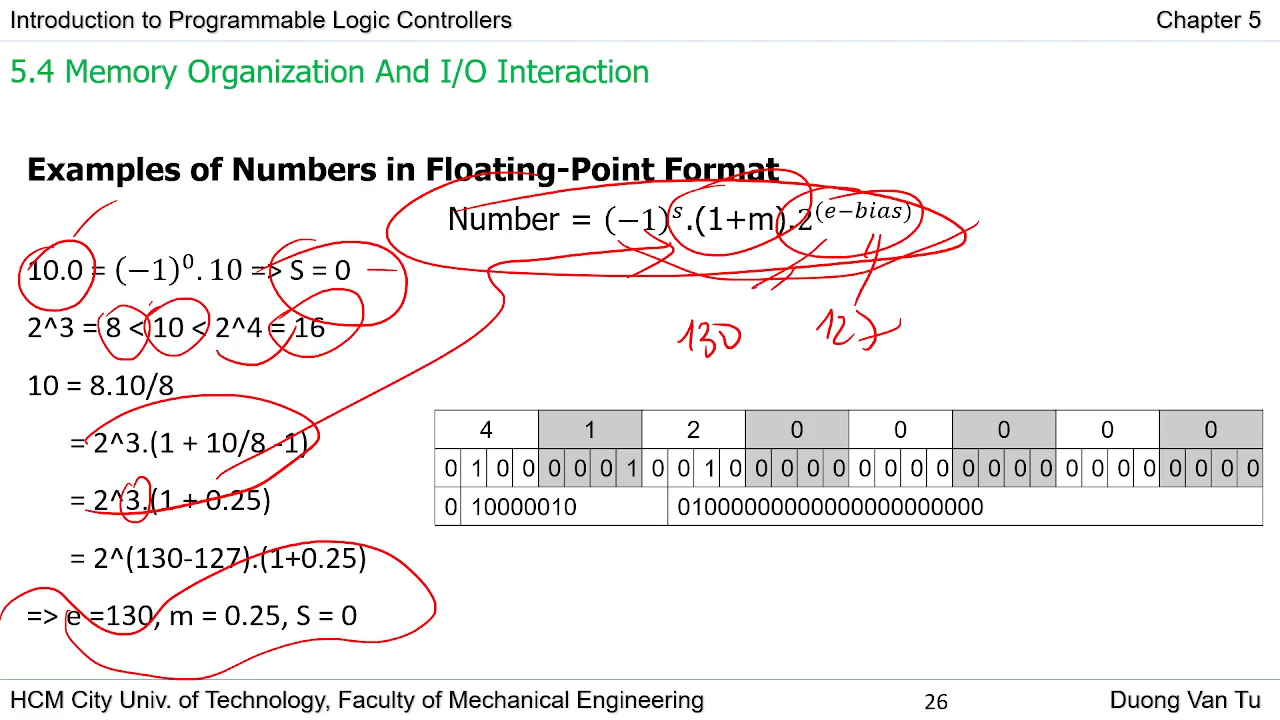 Introduction to Programmable Logic Controllers Chapter 5
5.4 Memory Organization And I/O Interaction
Examples of Numbers in Floating-Point Format
Number = (−1)^s.(1+m).2^(e−bias)
10.0 = (−1)^0. 10 => S = 0
2^3 = 8 < 10 < 2^4 = 16
130 127
10 = 8.10/8
= 2^3.(1 + 10/8 -1)
= 2^3.(1 + 0.25)
= 2^(130-127).(1+0.25)
=> e =130, m = 0.25, S = 0
4 1 2 0 0 0 0 0
0 1 0 0 0 0 0 1 0 0 1 0 0 0 0 0 0 0 0 0 0 0 0 0 0 0 0 0 0 0 0 0
0 10000010 01000000000000000000000
HCM City Univ. of Technology, Faculty of Mechanical Engineering 26 Duong Van Tu